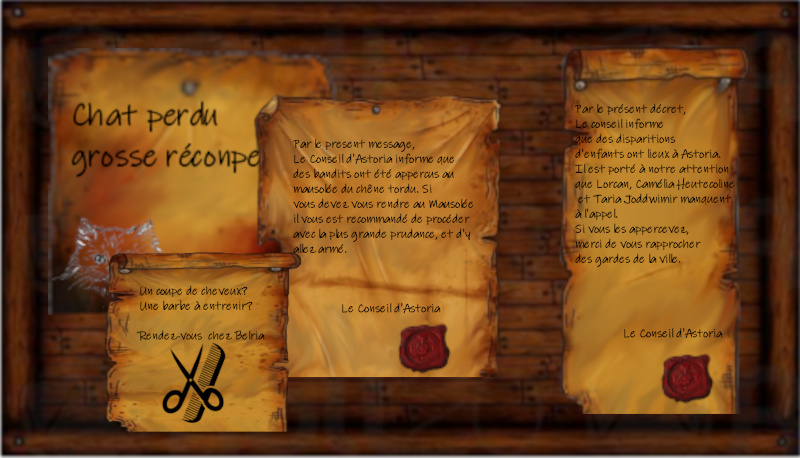 Chat perdu
grosse réconpe
Par le present message,
Le Conseil d'Astoria informe que
des bandits ont été appercus au
mausolée du chêne tordu. Si
vous devez vous rendre au Mausolée
il vous est recommandé de procéder
avec la plus grande prudance, et d'y
allez armé.
Le Conseil d'Astoria
Un coupe de cheveux?
Une barbe à entrenir?
Rendez-vous chez Belria
Par le présent décret,
Le conseil informe
que des disparitions
d'enfants ont lieux à Astoria.
Il est porté à notre attention
que Lorcan, Camélia Heutecoline
et Taria Joddwimir manquent
à l'appel.
Si vous les appercevez,
merci de vous rapprocher
des gardes de la ville.
Le Conseil d'Astoria